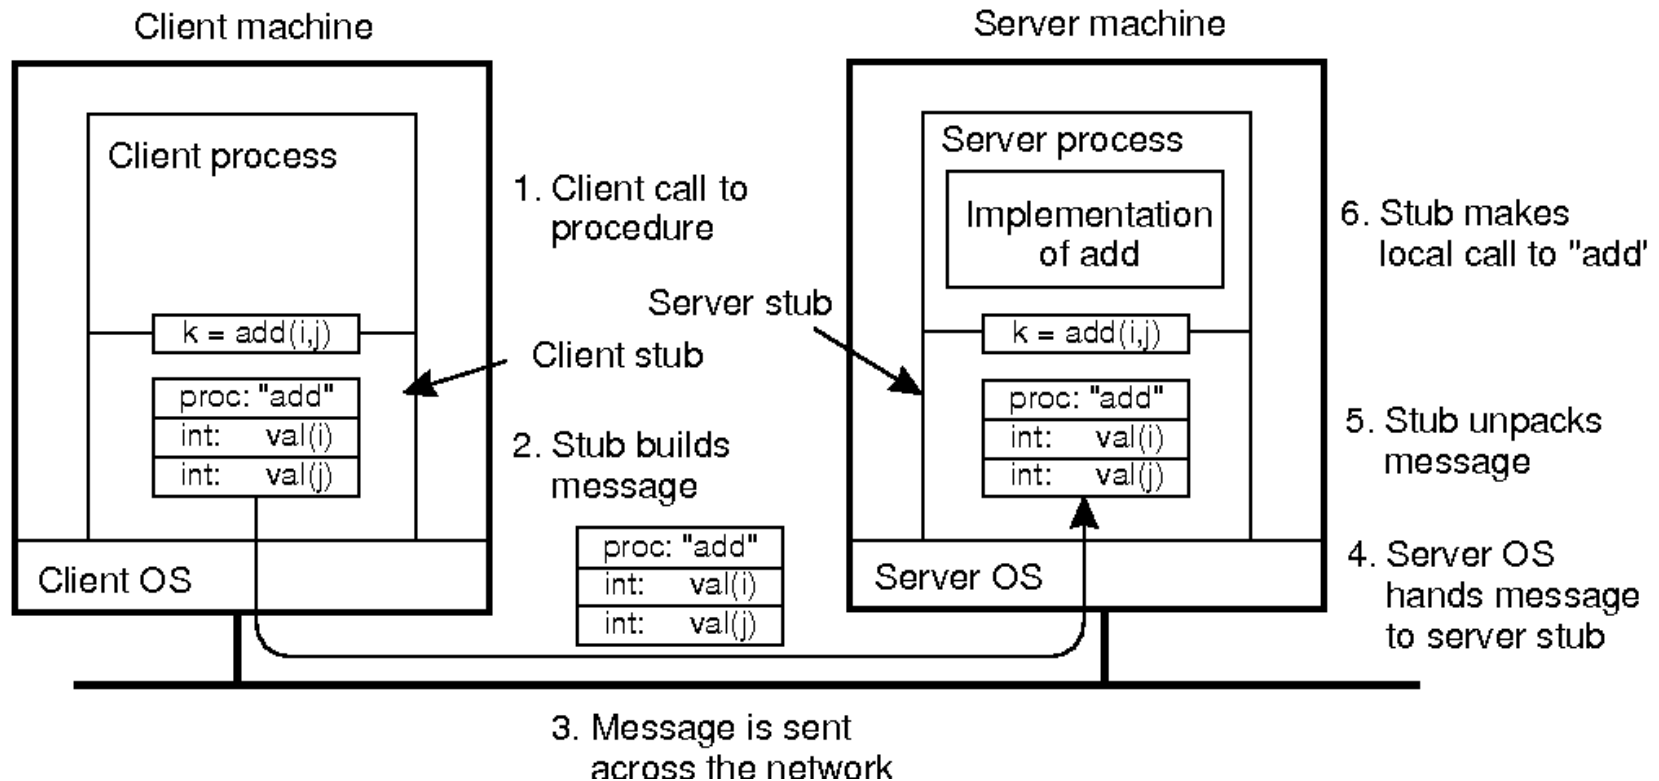 Client machine
Server machine
Client process
1. Client call to
procedure
k = add(i,j)
Client stub
proc: "add"
int: val(i)
int: val(j)
2. Stub builds
message
proc: "add"
int: val(i)
int: val(j)
Client OS
3. Message is sent
across the network
Server process
Implementation
of add
Server stub
k = add(i,j)
proc: "add"
int: val(i)
int: val(j)
Server OS
6. Stub makes
local call to "add'
5. Stub unpacks
message
4. Server OS
hands message
to server stub